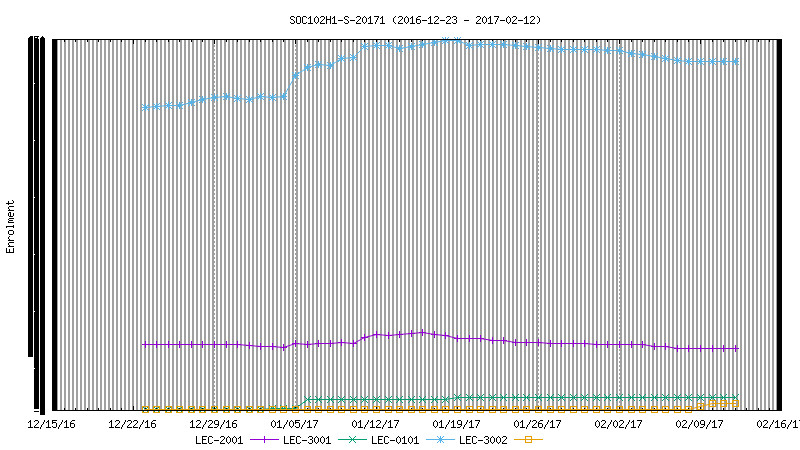 SOC102H1-S-20171 (2016-12-23 - 2017-02-12)
Enrolment
12/15/16 12/22/16 12/29/16 01/05/17 01/12/17 01/19/17 01/26/17 02/02/17 02/09/17 02/16/17
LEC-2001 LEC-3001 LEC-0101 LEC-3002